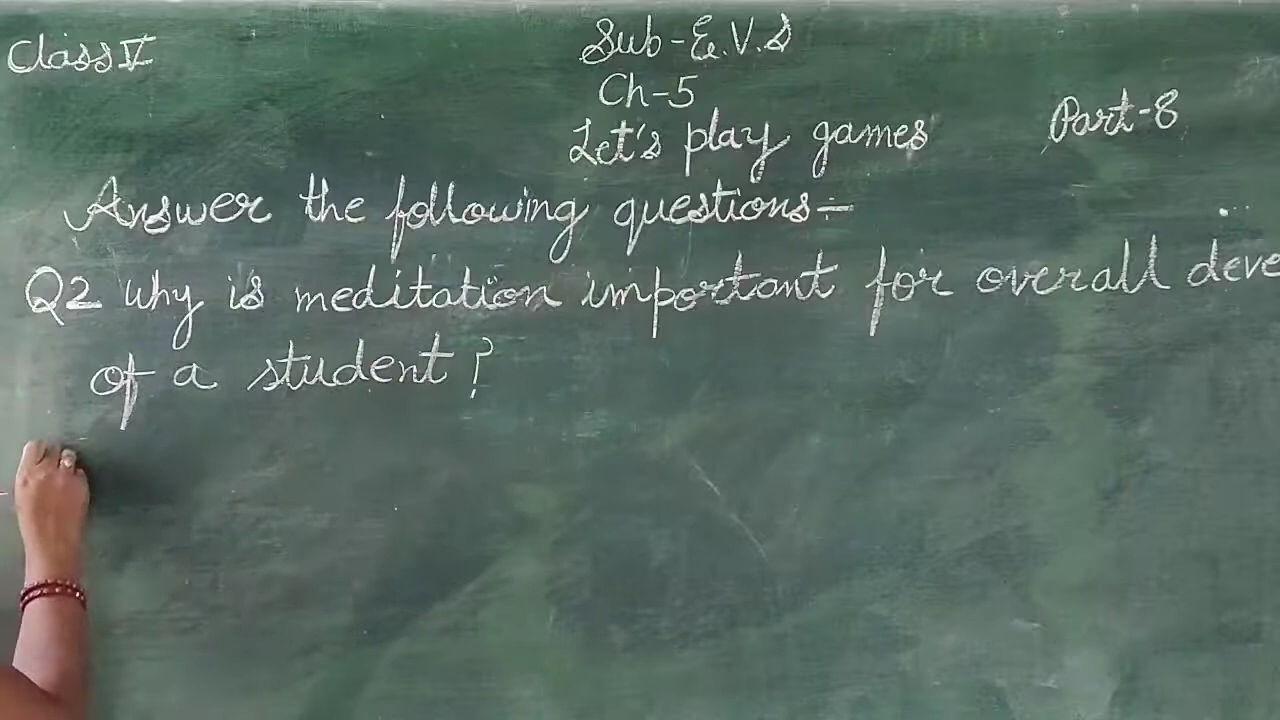 Class V
Sub-E.V.S
Ch-5
Let's play games
Part-8
Answer the following questions-
Q2 why is meditation important for overall deve
of a student?